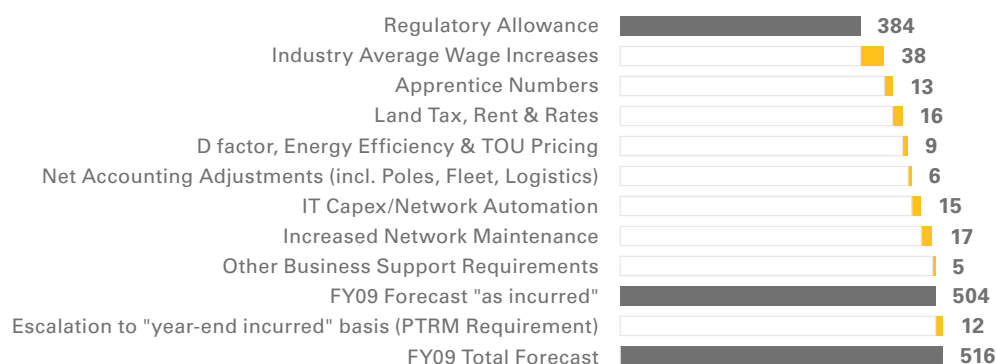 Regulatory Allowance 384
Industry Average Wage Increases 38
Apprentice Numbers 13
Land Tax, Rent & Rates 16
D factor, Energy Efficiency & TOU Pricing 9
Net Accounting Adjustments (incl. Poles, Fleet, Logistics) 6
IT Capex/Network Automation 15
Increased Network Maintenance 17
Other Business Support Requirements 5
FY09 Forecast "as incurred" 504
Escalation to "year-end incurred" basis (PTRM Requirement) 12
FY09 Total Forecast 516